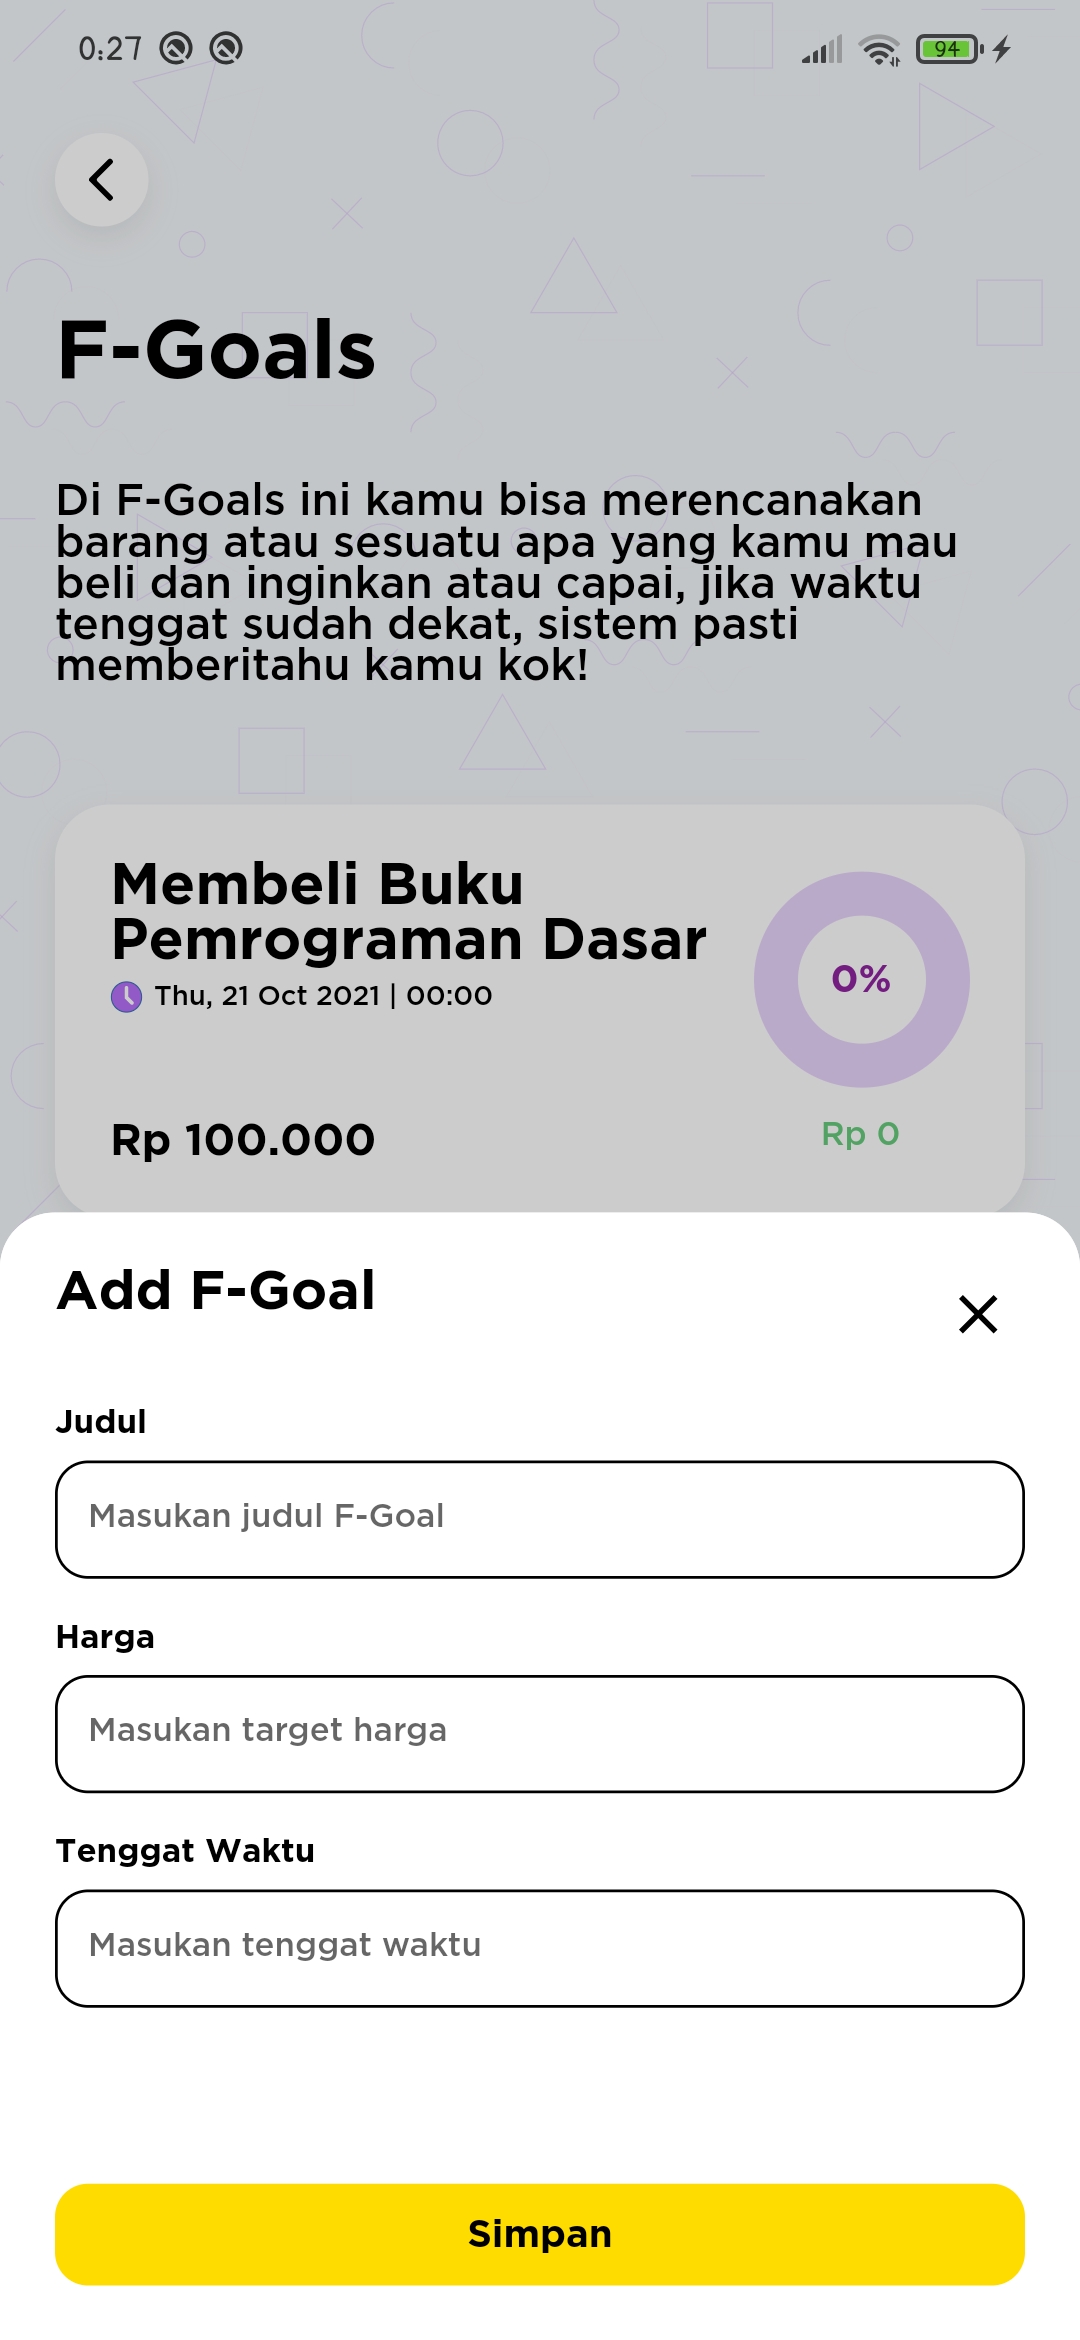 0:27
94
F-Goals
Di F-Goals ini kamu bisa merencanakan
barang atau sesuatu apa yang kamu mau
beli dan inginkan atau capai, jika waktu
tenggat sudah dekat, sistem pasti
memberitahu kamu kok!
Membeli Buku
Pemrograman Dasar
Thu, 21 Oct 2021 | 00:00
0%
Rp 100.000
Rp 0
Add F-Goal
Judul
Masukan judul F-Goal
Harga
Masukan target harga
Tenggat Waktu
Masukan tenggat waktu
Simpan